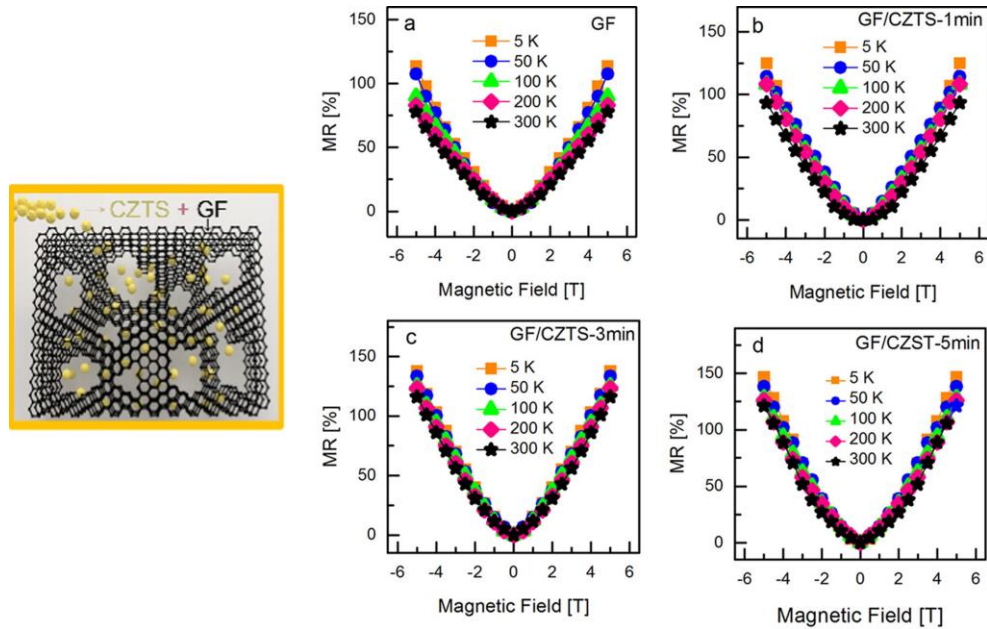 CZTS + GF
a
GF
5 K
50 K
100 K
200 K
300 K
150
100
50
0
MR [%]
-6
-4
-2
0
2
4
6
Magnetic Field [T]
b
GF/CZTS-1min
5 K
50 K
100 K
200 K
300 K
150
100
50
0
MR [%]
-6
-4
-2
0
2
4
6
Magnetic Field [T]
c
GF/CZTS-3min
5 K
50 K
100 K
200 K
300 K
150
100
50
0
MR [%]
-6
-4
-2
0
2
4
6
Magnetic Field [T]
d
GF/CZST-5min
5 K
50 K
100 K
200 K
300 K
150
100
50
0
MR [%]
-6
-4
-2
0
2
4
6
Magnetic Field [T]